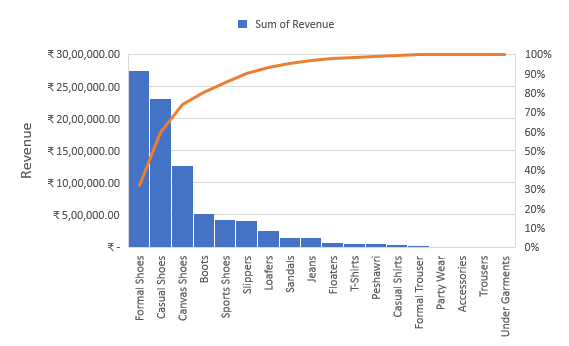 Sum of Revenue
₹ 30,00,000.00
₹ 25,00,000.00
₹ 20,00,000.00
₹ 15,00,000.00
₹ 10,00,000.00
₹ 5,00,000.00
₹ -
Revenue
100%
90%
80%
70%
60%
50%
40%
30%
20%
10%
0%
Formal Shoes
Casual Shoes
Canvas Shoes
Boots
Sports Shoes
Slippers
Loafers
Sandals
Jeans
Floaters
T-Shirts
Peshawri
Casual Shirts
Formal Trouser
Party Wear
Accessories
Trousers
Under Garments